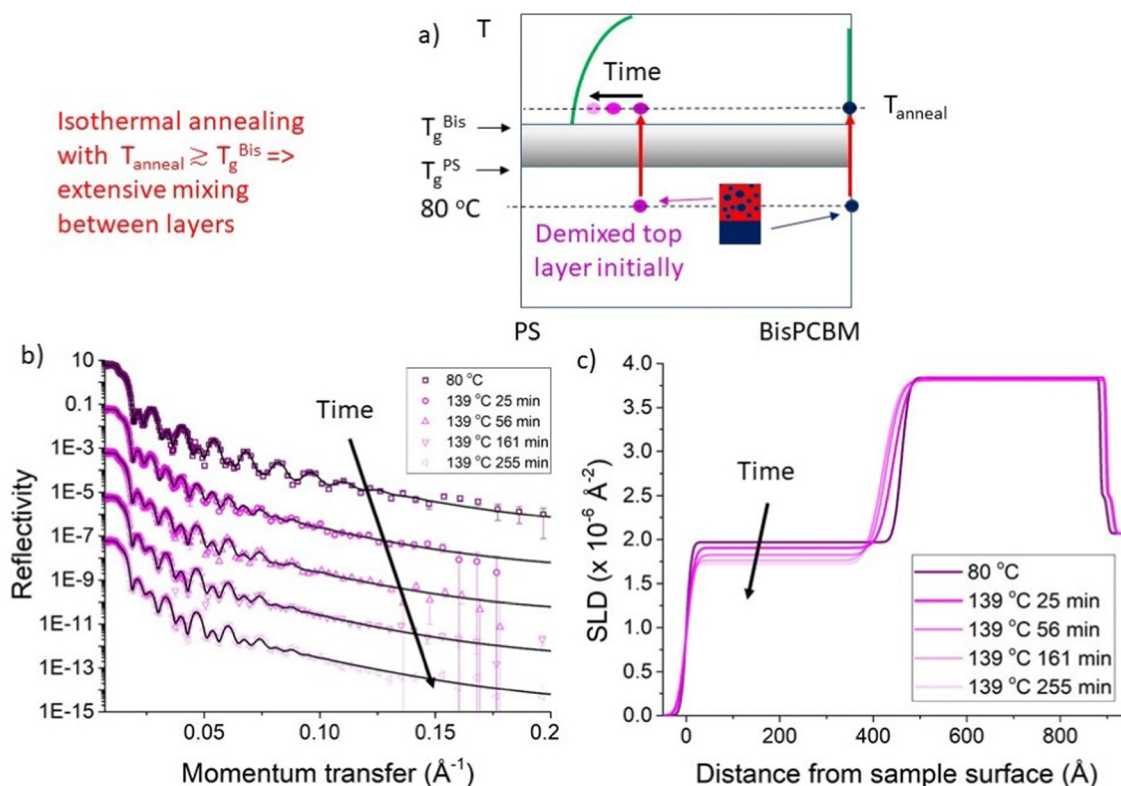 a)
T
Time
T_anneal
T_g^Bis
T_g^PS
80 °C
Demixed top
layer initially
PS
BisPCBM
Isothermal annealing
with T_anneal ≳ T_g^Bis =>
extensive mixing
between layers
b)
Time
80 °C
139 °C 25 min
139 °C 56 min
139 °C 161 min
139 °C 255 min
10
0.1
1E-3
1E-5
1E-7
1E-9
1E-11
1E-13
1E-15
Reflectivity
0.05
0.10
0.15
0.2
Momentum transfer (Å⁻¹)
c)
Time
80 °C
139 °C 25 min
139 °C 56 min
139 °C 161 min
139 °C 255 min
4.0
3.5
3.0
2.5
2.0
1.5
1.0
0.5
0.0
SLD (x 10⁻⁶ Å⁻²)
0
200
400
600
800
Distance from sample surface (Å)